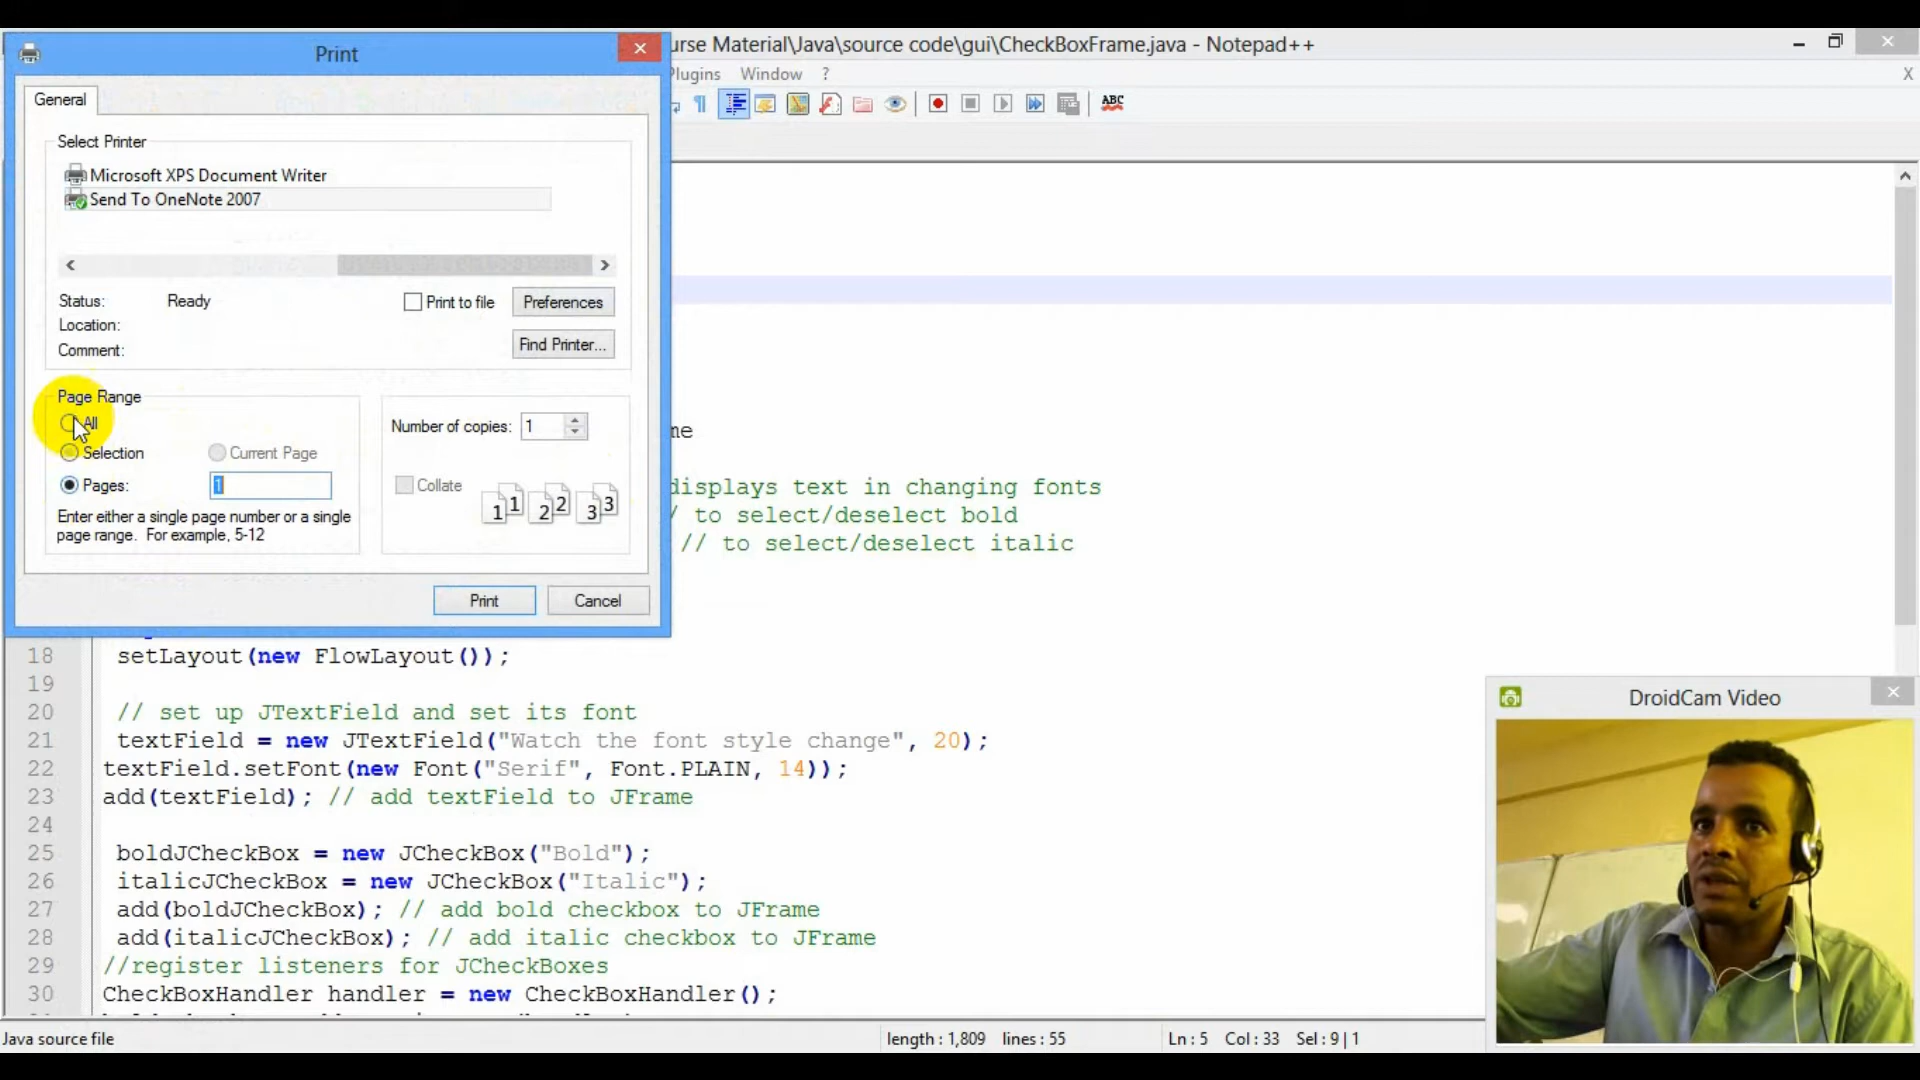 Print
urse Material\Java\source code\gui\CheckBoxFrame.java - Notepad++
Plugins Window ? X
General
ABC
Select Printer
Microsoft XPS Document Writer
Send To OneNote 2007
Status: Ready
Print to file Preferences
Location:
Find Printer...
Comment:
Page Range
All
Number of copies: 1
me
Selection Current Page
Pages: 1
Collate 1 1 2 2 3 3
displays text in changing fonts
/ to select/deselect bold
// to select/deselect italic
Enter either a single page number or a single
page range. For example, 5-12
Print Cancel
18 setLayout(new FlowLayout());
19
20 // set up JTextField and set its font
21 textField = new JTextField("Watch the font style change", 20);
22 textField.setFont(new Font("Serif", Font.PLAIN, 14));
23 add(textField); // add textField to JFrame
24
25 boldJCheckBox = new JCheckBox("Bold");
26 italicJCheckBox = new JCheckBox("Italic");
27 add(boldJCheckBox); // add bold checkbox to JFrame
28 add(italicJCheckBox); // add italic checkbox to JFrame
29 //register listeners for JCheckBoxes
30 CheckBoxHandler handler = new CheckBoxHandler();
DroidCam Video
Java source file length : 1,809 lines : 55 Ln : 5 Col : 33 Sel : 9 | 1